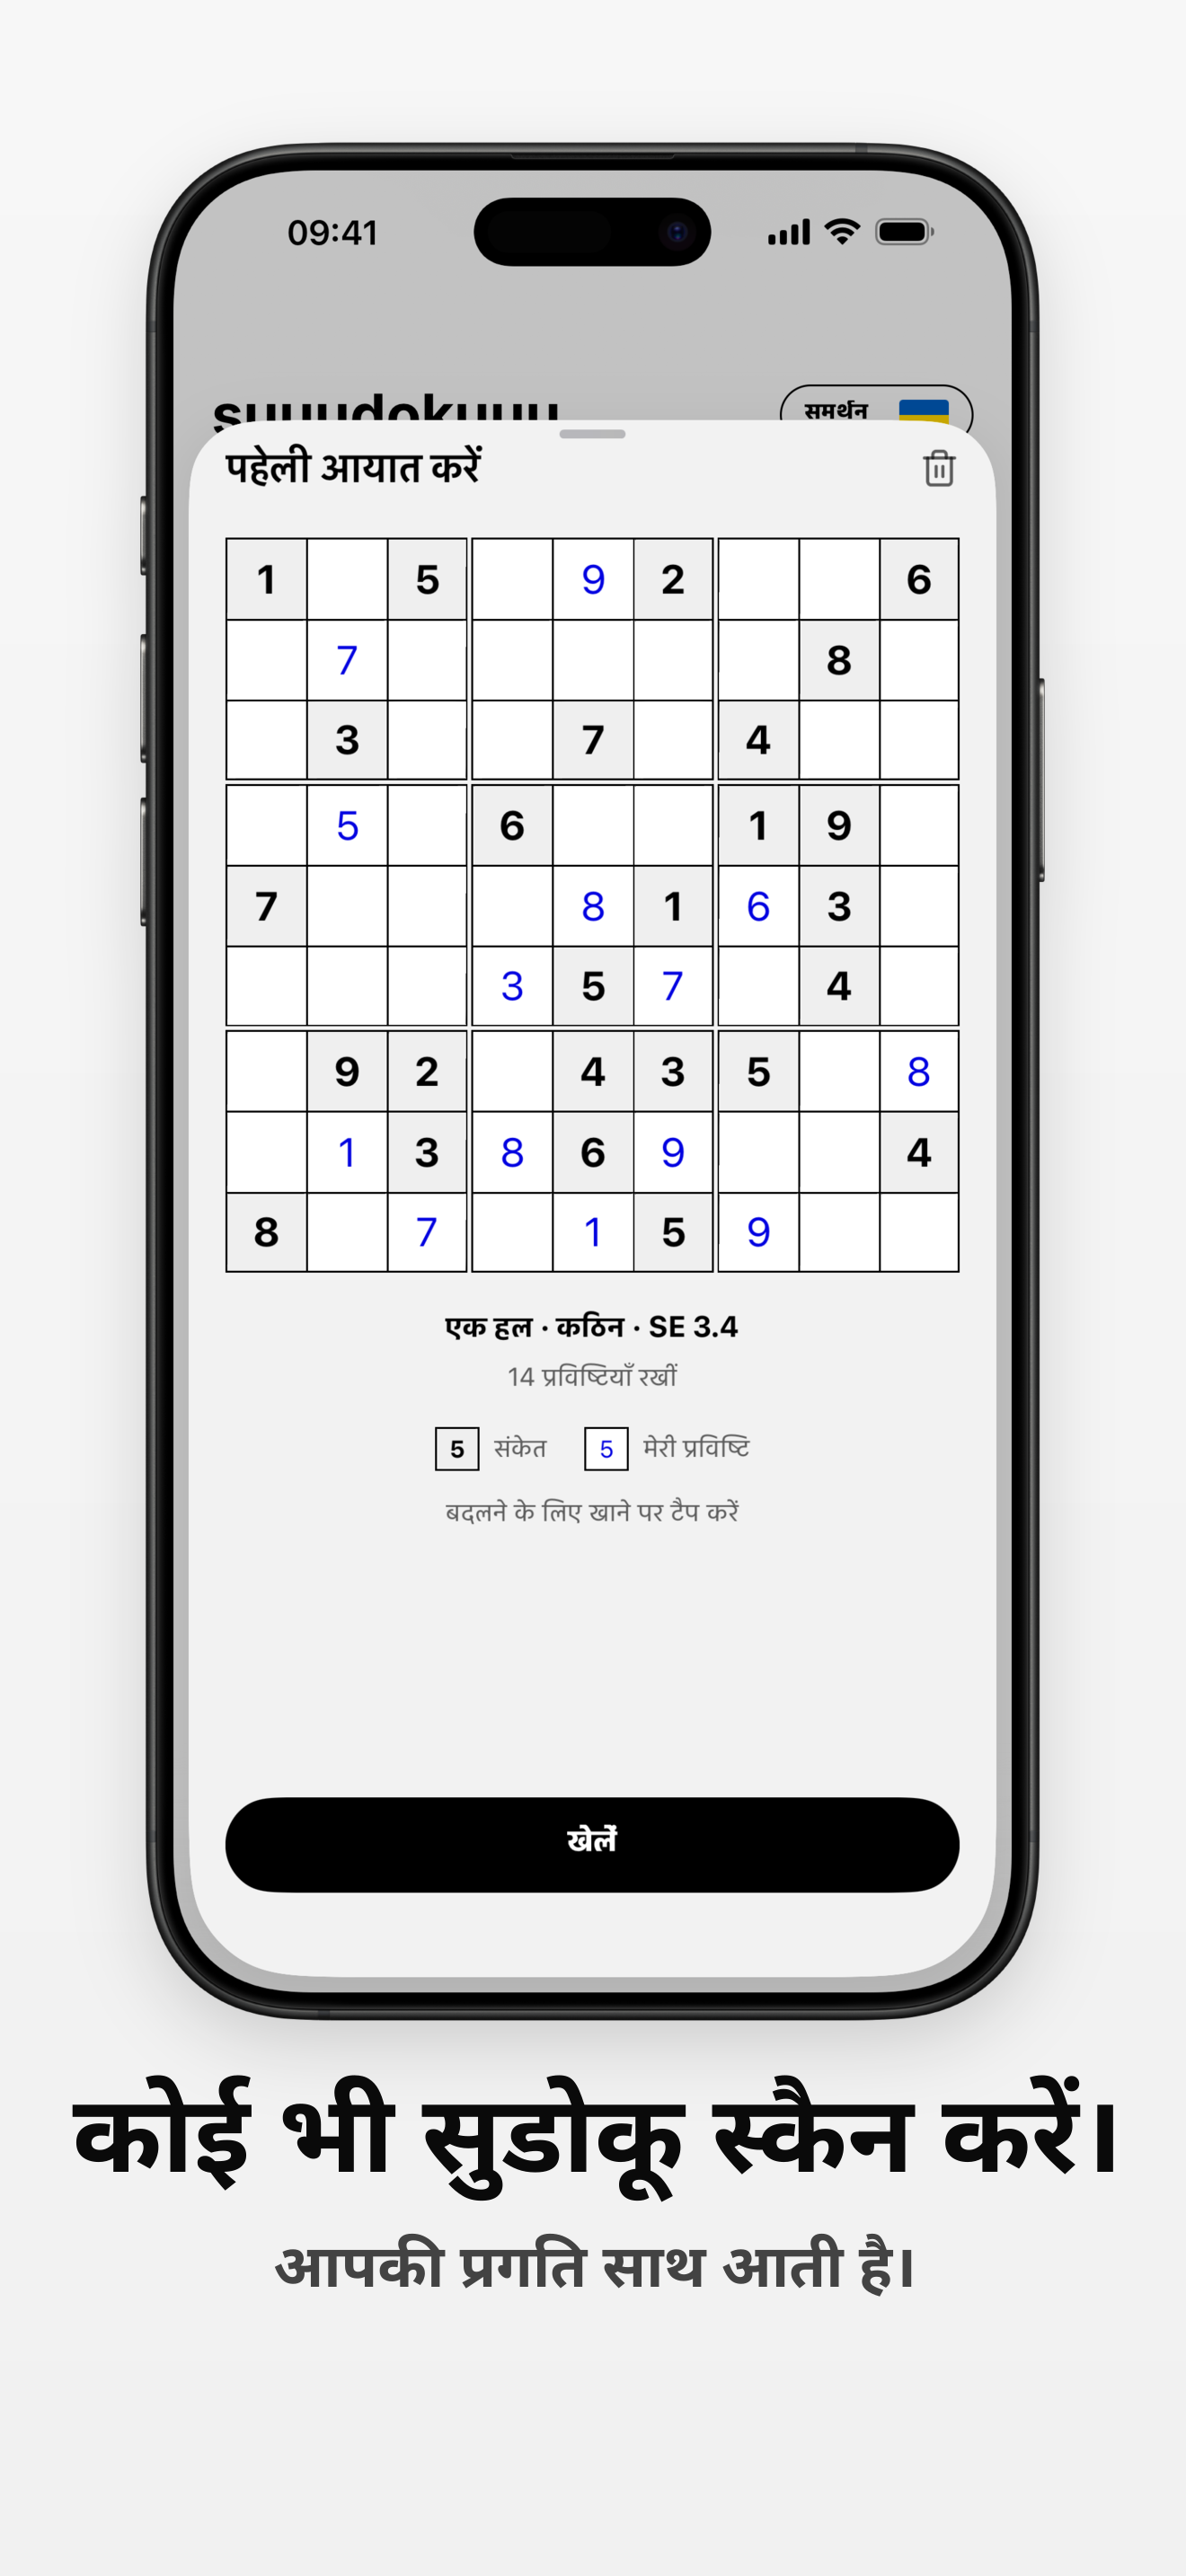 09:41
suuudokuuu
समर्थन
पहेली आयात करें
1 5 9 2 6
7 8
3 7 4
5 6 1 9
7 8 1 6 3
3 5 7 4
9 2 4 3 5 8
1 3 8 6 9 4
8 7 1 5 9
एक हल · कठिन · SE 3.4
14 प्रविष्टियाँ रखीं
5 संकेत 5 मेरी प्रविष्टि
बदलने के लिए खाने पर टैप करें
खेलें
कोई भी सुडोकू स्कैन करें।
आपकी प्रगति साथ आती है।